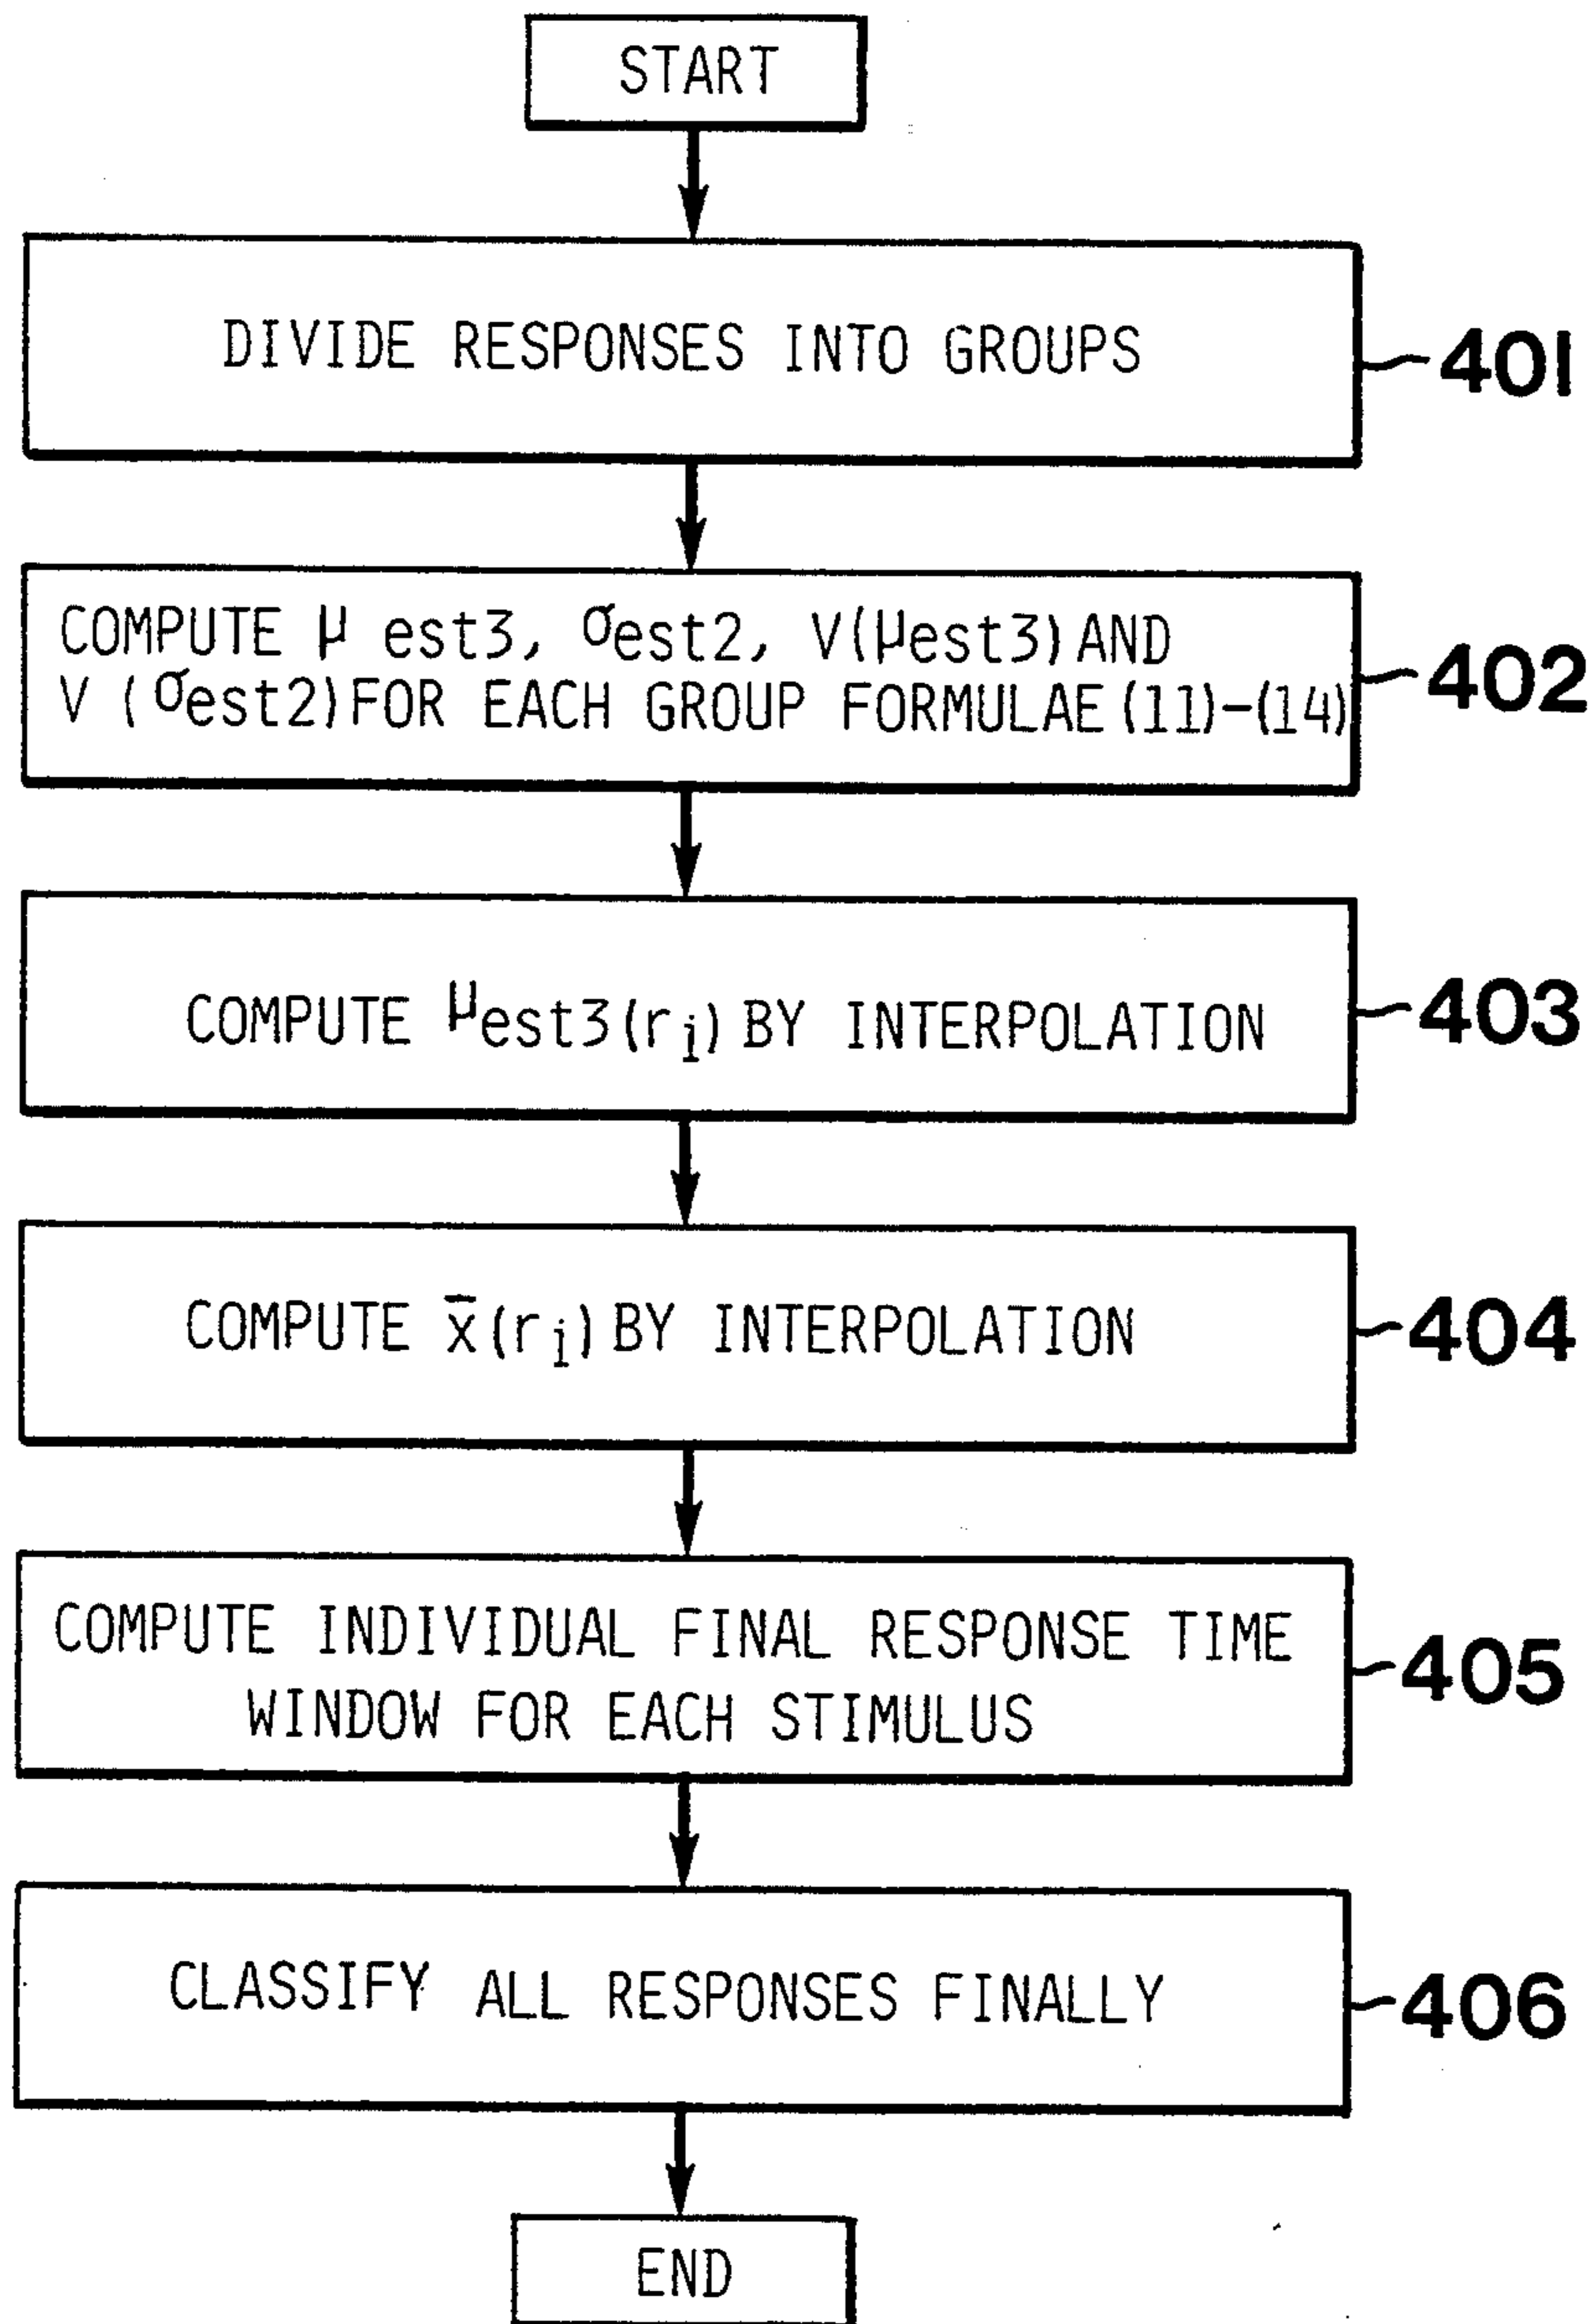 START
DIVIDE RESPONSES INTO GROUPS
401
COMPUTE μ est3, σest2, V(μest3) AND
V (σest2) FOR EACH GROUP FORMULAE (11)-(14)
402
COMPUTE μest3(ri) BY INTERPOLATION
403
COMPUTE x̄(ri) BY INTERPOLATION
404
COMPUTE INDIVIDUAL FINAL RESPONSE TIME
WINDOW FOR EACH STIMULUS
405
CLASSIFY ALL RESPONSES FINALLY
406
END